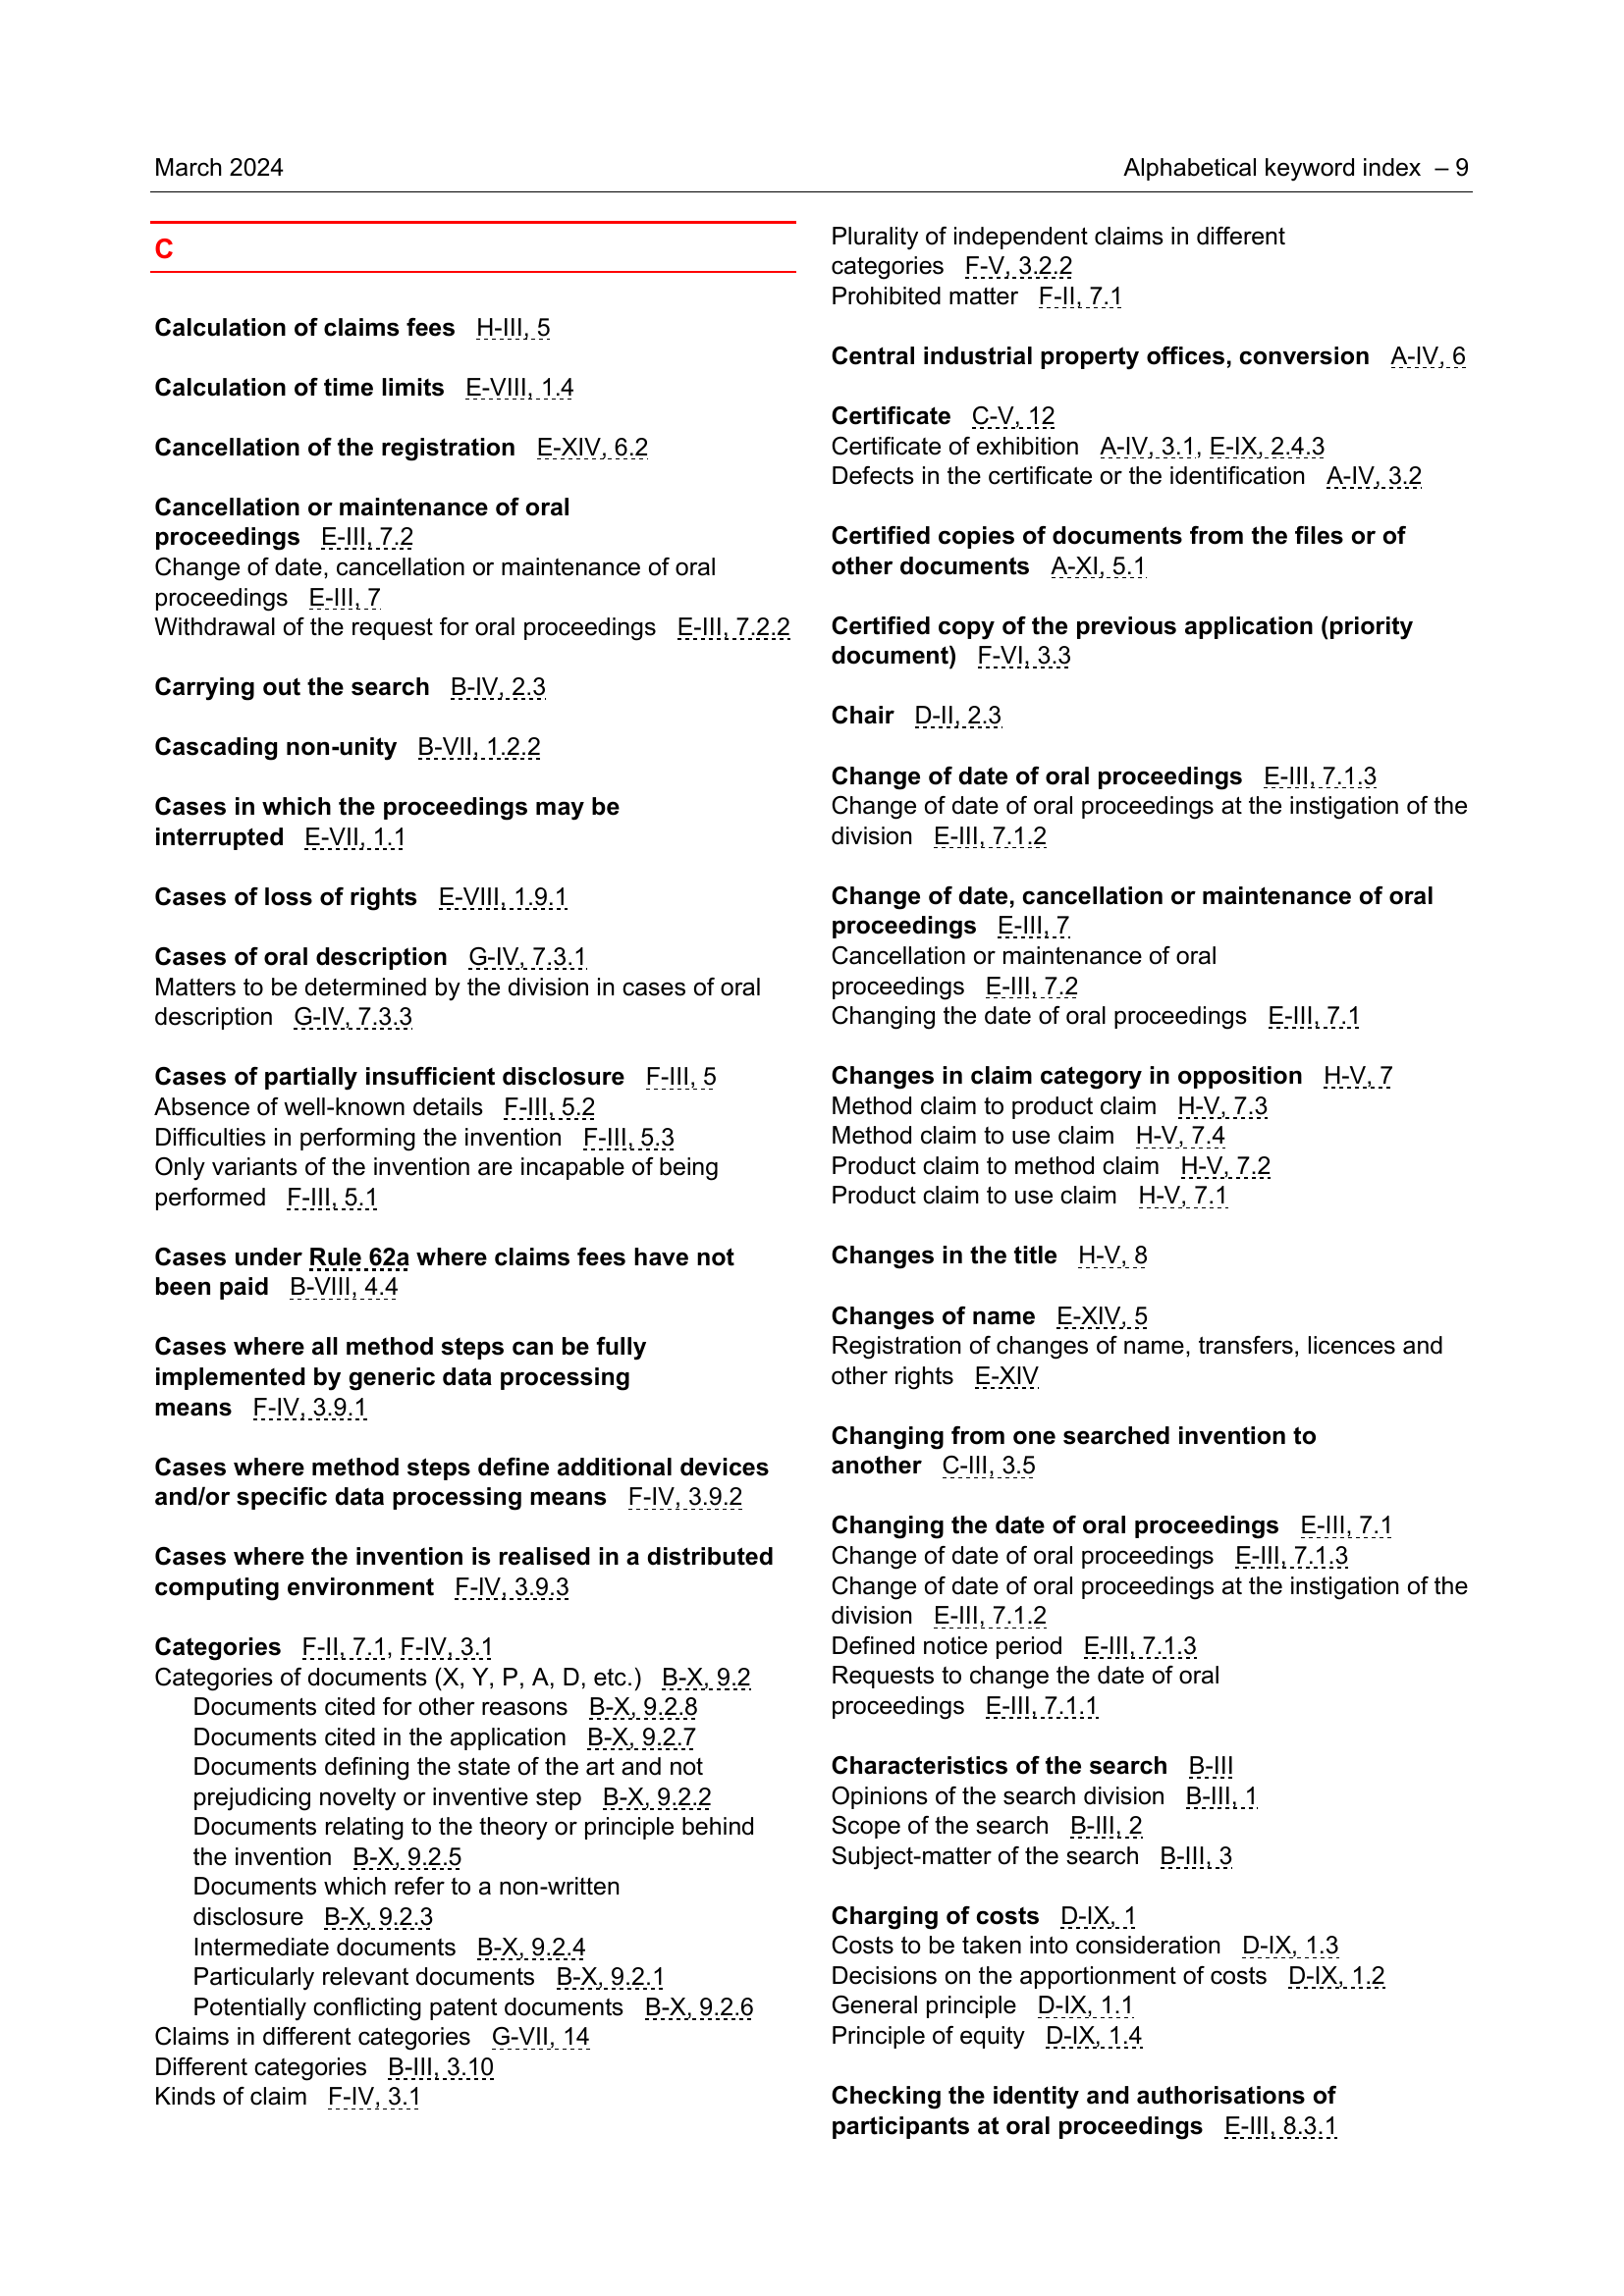 March 2024
Alphabetical keyword index – 9
C
Calculation of claims fees H-III, 5
Calculation of time limits E-VIII, 1.4
Cancellation of the registration E-XIV, 6.2
Cancellation or maintenance of oral
proceedings E-III, 7.2
Change of date, cancellation or maintenance of oral
proceedings E-III, 7
Withdrawal of the request for oral proceedings E-III, 7.2.2
Carrying out the search B-IV, 2.3
Cascading non-unity B-VII, 1.2.2
Cases in which the proceedings may be
interrupted E-VII, 1.1
Cases of loss of rights E-VIII, 1.9.1
Cases of oral description G-IV, 7.3.1
Matters to be determined by the division in cases of oral
description G-IV, 7.3.3
Cases of partially insufficient disclosure F-III, 5
Absence of well-known details F-III, 5.2
Difficulties in performing the invention F-III, 5.3
Only variants of the invention are incapable of being
performed F-III, 5.1
Cases under Rule 62a where claims fees have not
been paid B-VIII, 4.4
Cases where all method steps can be fully
implemented by generic data processing
means F-IV, 3.9.1
Cases where method steps define additional devices
and/or specific data processing means F-IV, 3.9.2
Cases where the invention is realised in a distributed
computing environment F-IV, 3.9.3
Categories F-II, 7.1, F-IV, 3.1
Categories of documents (X, Y, P, A, D, etc.) B-X, 9.2
Documents cited for other reasons B-X, 9.2.8
Documents cited in the application B-X, 9.2.7
Documents defining the state of the art and not
prejudicing novelty or inventive step B-X, 9.2.2
Documents relating to the theory or principle behind
the invention B-X, 9.2.5
Documents which refer to a non-written
disclosure B-X, 9.2.3
Intermediate documents B-X, 9.2.4
Particularly relevant documents B-X, 9.2.1
Potentially conflicting patent documents B-X, 9.2.6
Claims in different categories G-VII, 14
Different categories B-III, 3.10
Kinds of claim F-IV, 3.1
Plurality of independent claims in different
categories F-V, 3.2.2
Prohibited matter F-II, 7.1
Central industrial property offices, conversion A-IV, 6
Certificate C-V, 12
Certificate of exhibition A-IV, 3.1, E-IX, 2.4.3
Defects in the certificate or the identification A-IV, 3.2
Certified copies of documents from the files or of
other documents A-XI, 5.1
Certified copy of the previous application (priority
document) F-VI, 3.3
Chair D-II, 2.3
Change of date of oral proceedings E-III, 7.1.3
Change of date of oral proceedings at the instigation of the
division E-III, 7.1.2
Change of date, cancellation or maintenance of oral
proceedings E-III, 7
Cancellation or maintenance of oral
proceedings E-III, 7.2
Changing the date of oral proceedings E-III, 7.1
Changes in claim category in opposition H-V, 7
Method claim to product claim H-V, 7.3
Method claim to use claim H-V, 7.4
Product claim to method claim H-V, 7.2
Product claim to use claim H-V, 7.1
Changes in the title H-V, 8
Changes of name E-XIV, 5
Registration of changes of name, transfers, licences and
other rights E-XIV
Changing from one searched invention to
another C-III, 3.5
Changing the date of oral proceedings E-III, 7.1
Change of date of oral proceedings E-III, 7.1.3
Change of date of oral proceedings at the instigation of the
division E-III, 7.1.2
Defined notice period E-III, 7.1.3
Requests to change the date of oral
proceedings E-III, 7.1.1
Characteristics of the search B-III
Opinions of the search division B-III, 1
Scope of the search B-III, 2
Subject-matter of the search B-III, 3
Charging of costs D-IX, 1
Costs to be taken into consideration D-IX, 1.3
Decisions on the apportionment of costs D-IX, 1.2
General principle D-IX, 1.1
Principle of equity D-IX, 1.4
Checking the identity and authorisations of
participants at oral proceedings E-III, 8.3.1